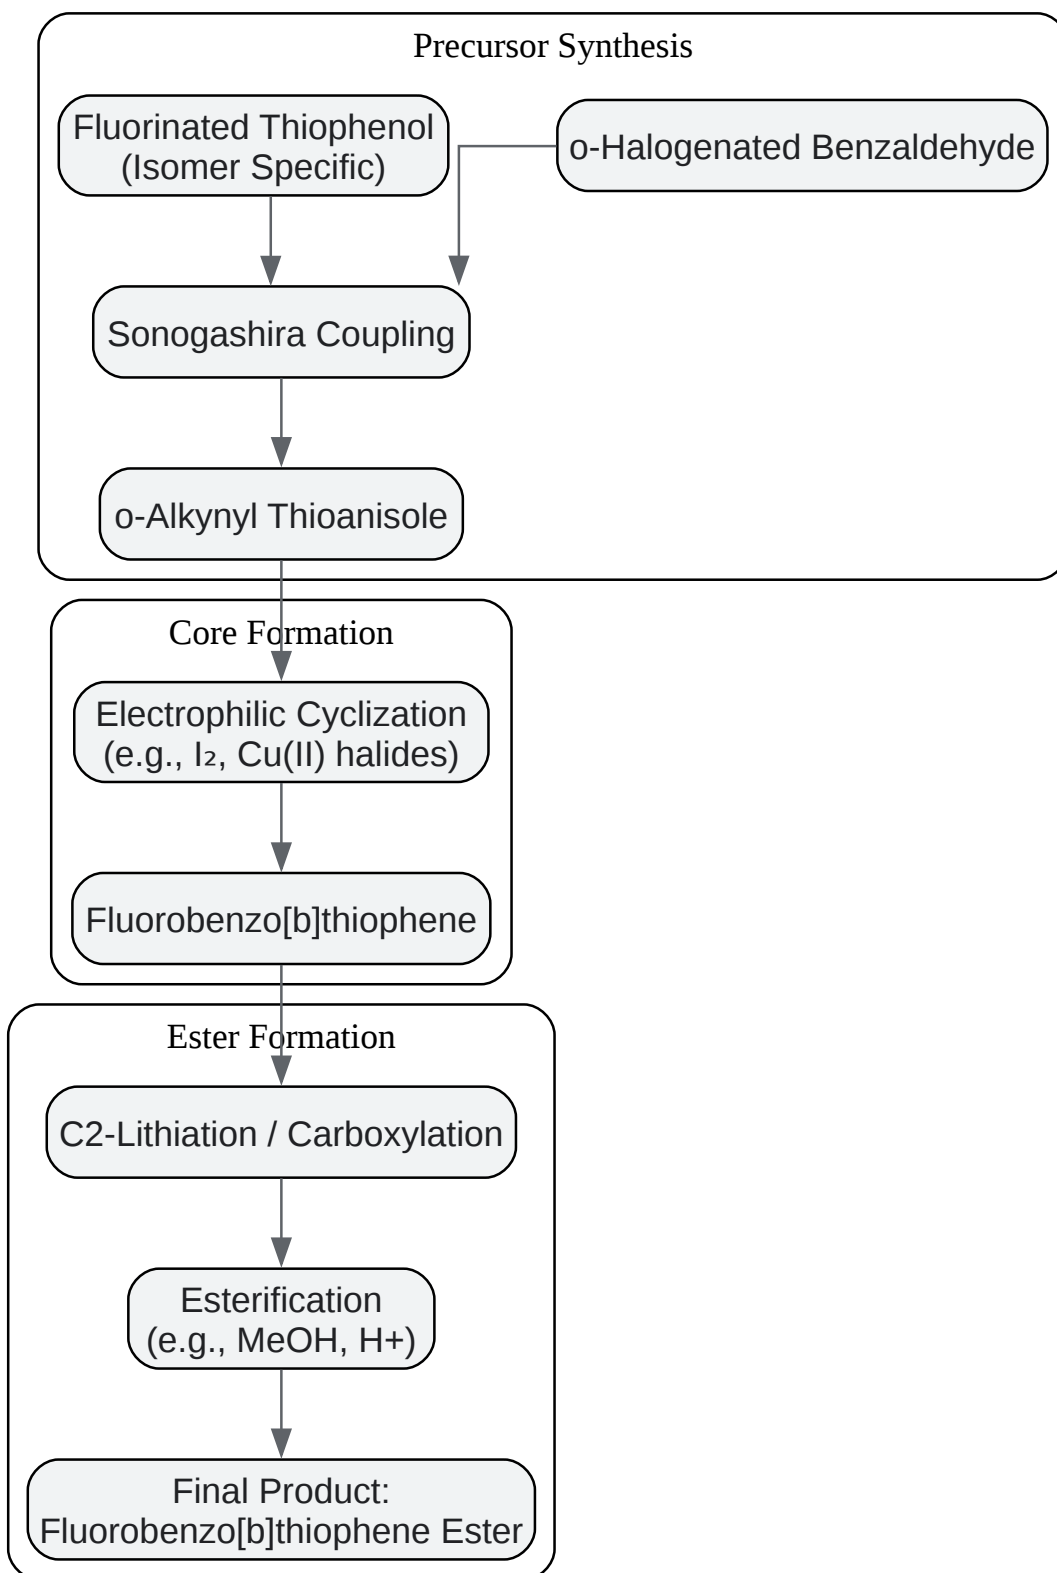 Precursor Synthesis
Fluorinated Thiophenol
(Isomer Specific)
o-Halogenated Benzaldehyde
Sonogashira Coupling
o-Alkynyl Thioanisole
Core Formation
Electrophilic Cyclization
(e.g., I₂, Cu(II) halides)
Fluorobenzo[b]thiophene
Ester Formation
C2-Lithiation / Carboxylation
Esterification
(e.g., MeOH, H+)
Final Product:
Fluorobenzo[b]thiophene Ester